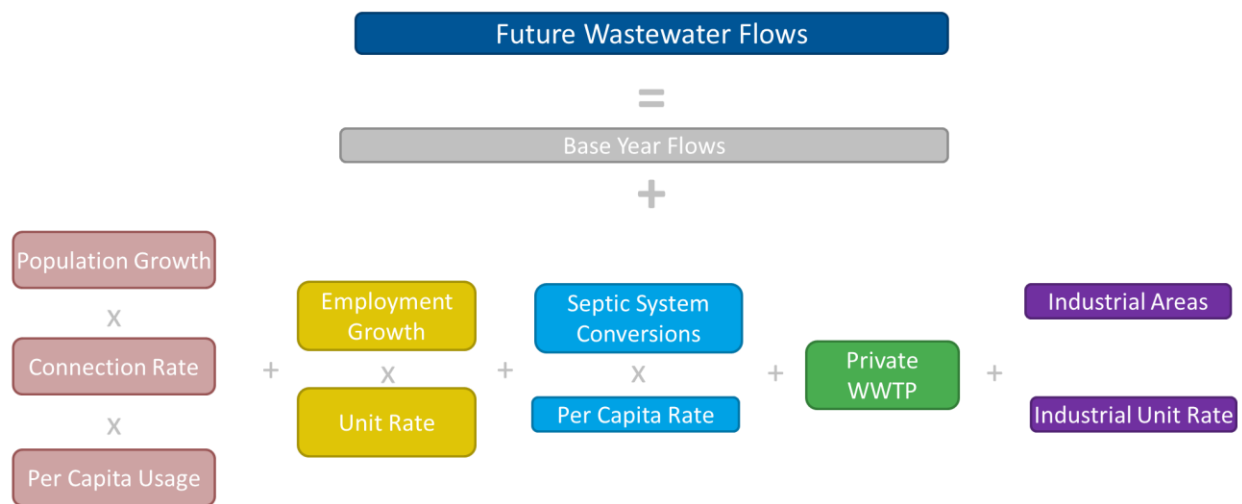 Future Wastewater Flows
=
Base Year Flows
+
Population Growth
x
Connection Rate
x
Per Capita Usage
+
Employment
Growth
x
Unit Rate
+
Septic System
Conversions
x
Per Capita Rate
+
Private
WWTP
+
Industrial Areas
Industrial Unit Rate